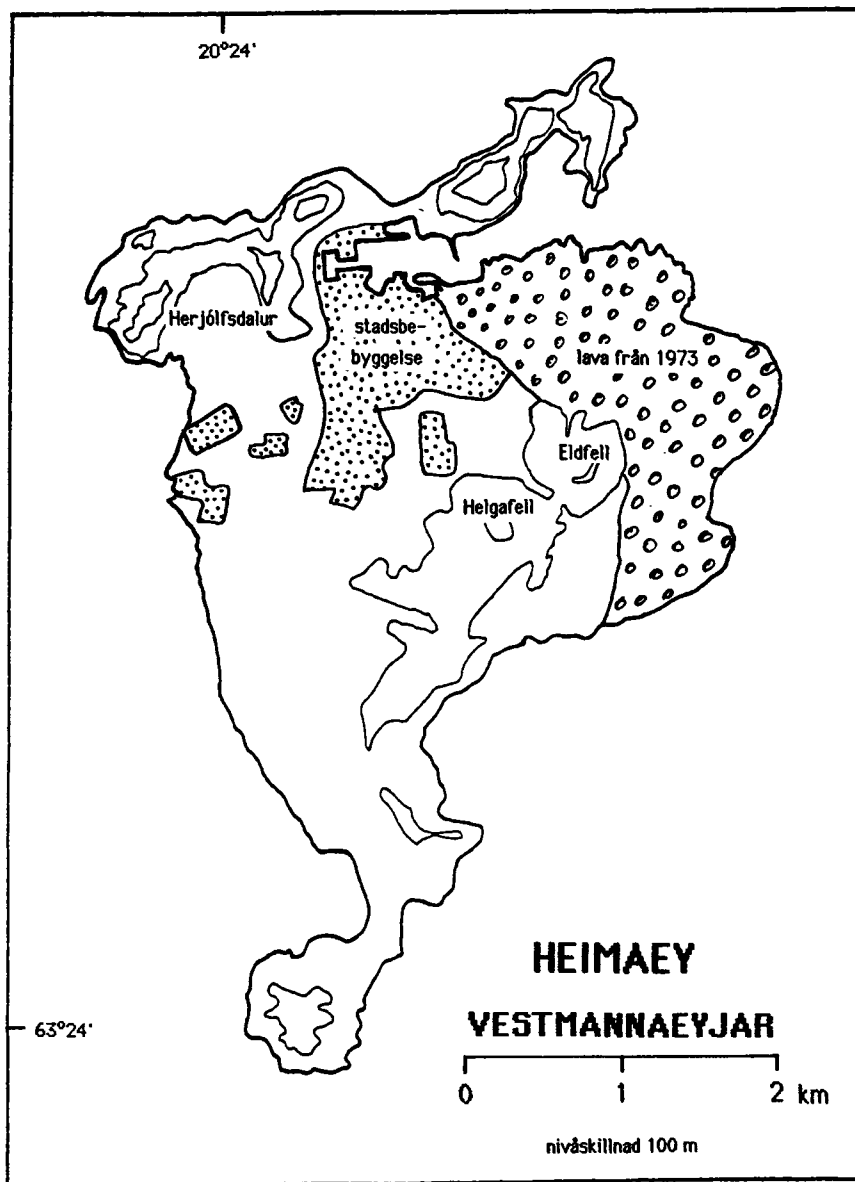 20°24'
Herjólfsdalur
stadsbe-
byggelse
lava från 1973
Eldfell
Helgafell
HEIMAEY
63°24'
VESTMANNAEYJAR
0 1 2 km
nivåskillnad 100 m